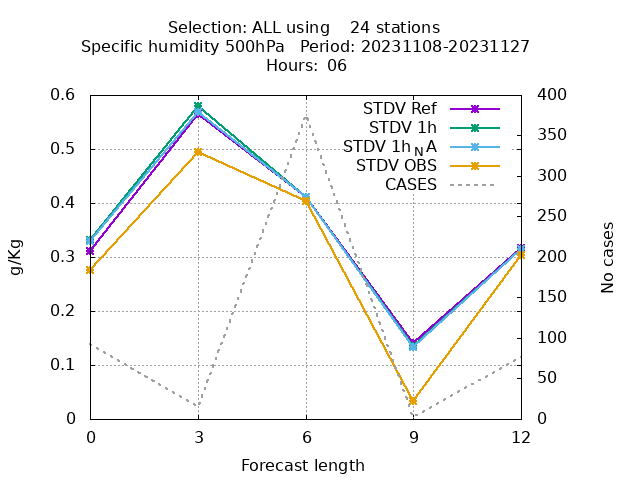 Selection: ALL using    24 stations
Specific humidity 500hPa   Period: 20231108-20231127
Hours: 06
0.6
0.5
0.4
0.3
0.2
0.1
0
g/Kg
STDV Ref
STDV 1h
STDV 1h_NA
STDV OBS
CASES
400
350
300
250
200
150
100
50
0
No cases
0 3 6 9 12
Forecast length